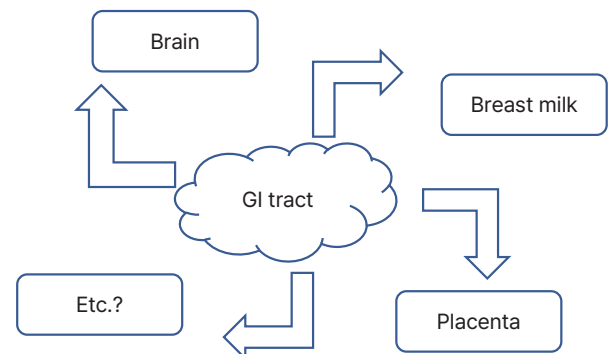 Brain
Breast milk
GI tract
Etc.?
Placenta